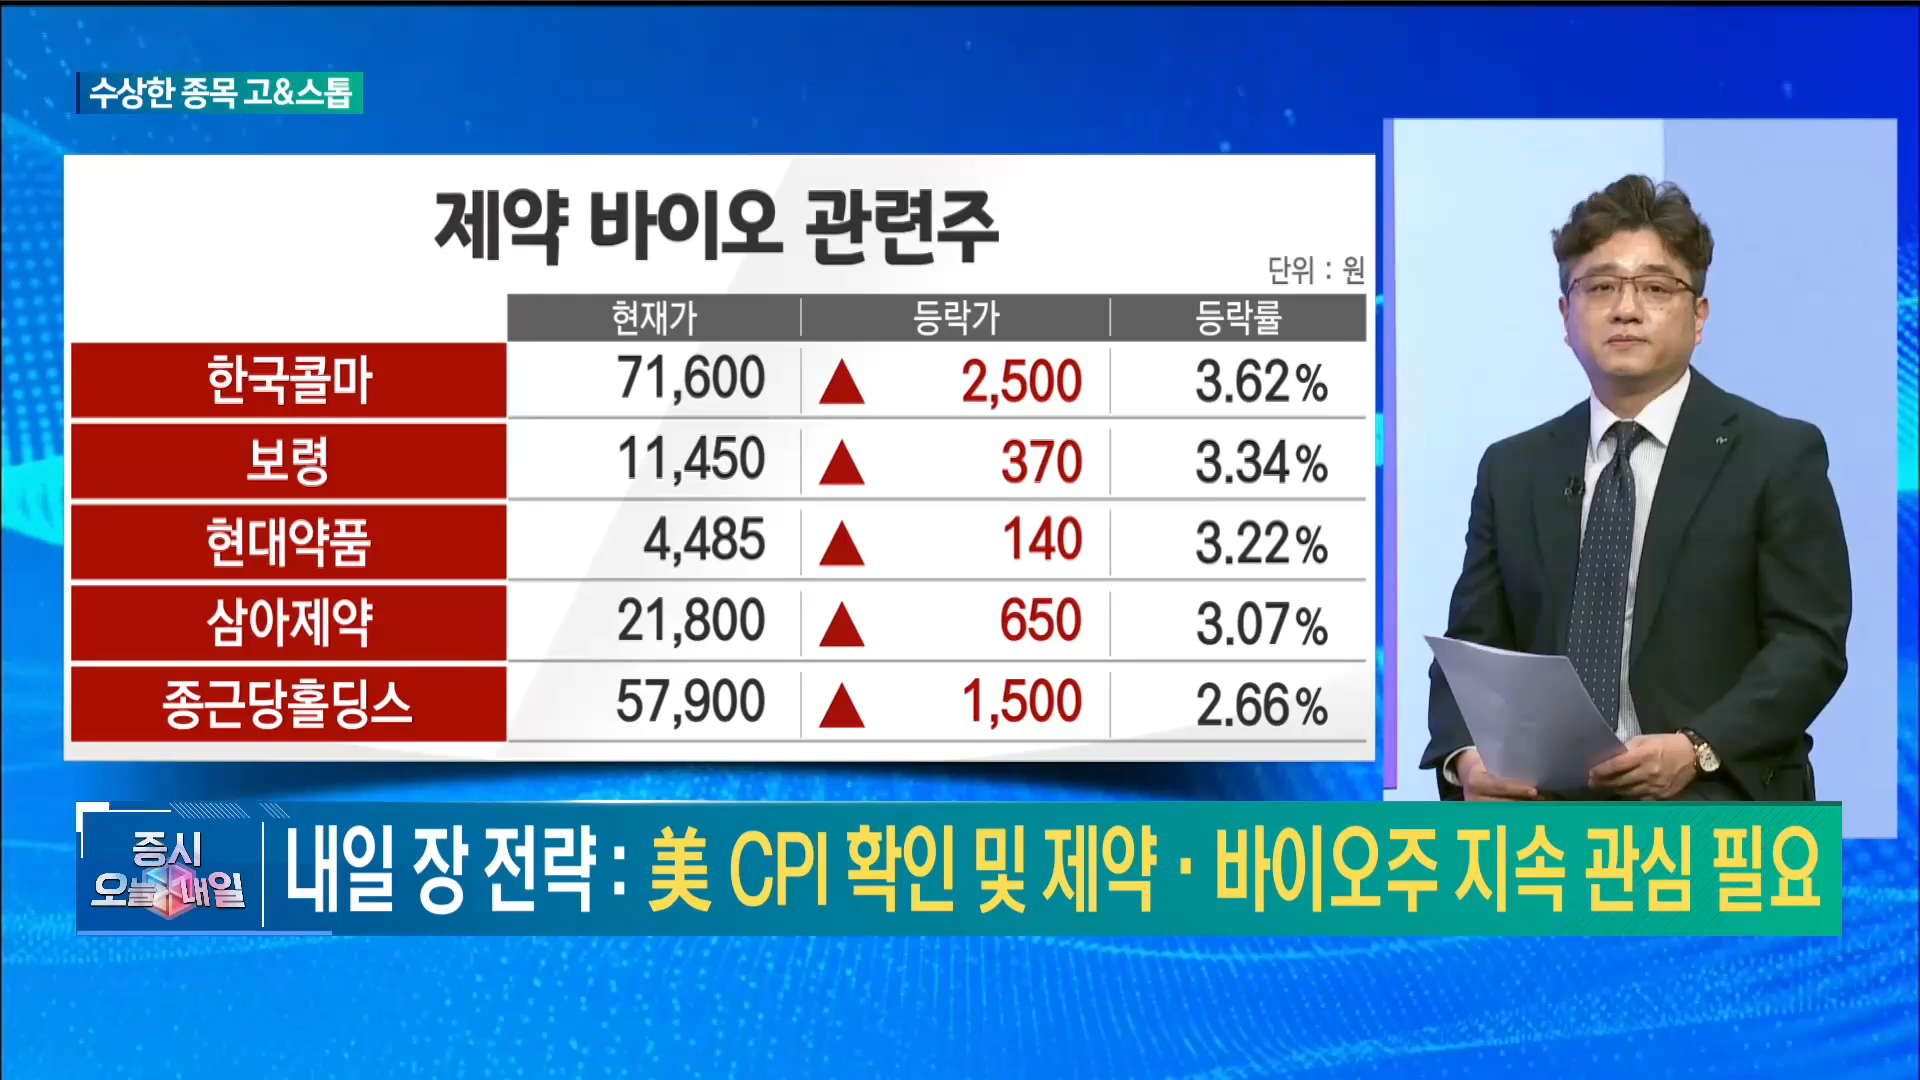 수상한 종목 고&스톱
제약 바이오 관련주
단위 : 원
현재가 등락가 등락률
한국콜마 71,600 ▲ 2,500 3.62%
보령 11,450 ▲ 370 3.34%
현대약품 4,485 ▲ 140 3.22%
삼아제약 21,800 ▲ 650 3.07%
종근당홀딩스 57,900 ▲ 1,500 2.66%
증시
오늘 내일
내일 장 전략 : 美 CPI 확인 및 제약·바이오주 지속 관심 필요